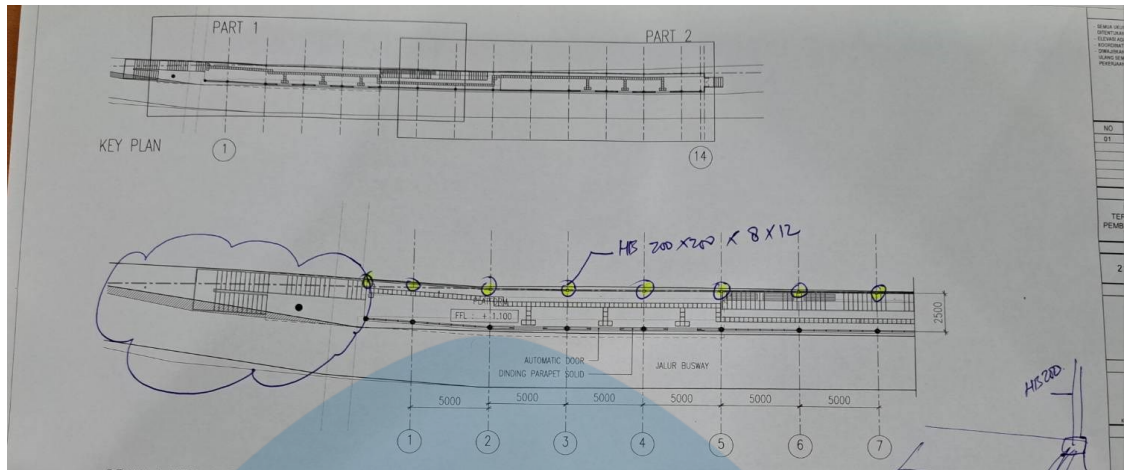 PART 1
PART 2
KEY PLAN
1
14
HB 200 x 200 x 8 x 12
FFL : + 1.100
2500
AUTOMATIC DOOR
DINDING PARAPET SOLID
JALUR BUSWAY
5000 5000 5000 5000 5000 5000
1 2 3 4 5 6 7
HB 200
NO
01